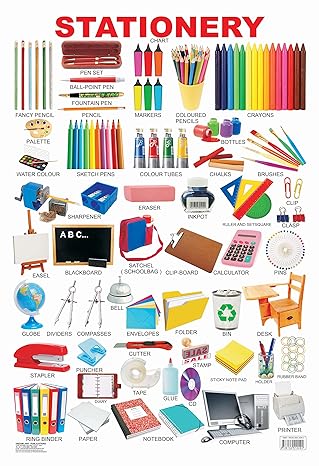 STATIONERY
CHART
PEN SET
BALL-POINT PEN
FOUNTAIN PEN
FANCY PENCIL
PENCIL
MARKERS
COLOURED
PENCILS
CRAYONS
PALETTE
BOTTLES
WATER COLOUR
SKETCH PENS
COLOUR TUBES
CHALKS
BRUSHES
CLIP
SHARPENER
ERASER
INKPOT
RULER AND SETSQUARE
CLASP
ABC...
EASEL
BLACKBOARD
SATCHEL
(SCHOOLBAG)
CLIP-BOARD
CALCULATOR
PINS
BELL
GLOBE
DIVIDERS
COMPASSES
ENVELOPES
FOLDER
BIN
DESK
CUTTER
SALE
STAMP
STAPLER
PUNCHER
STICKY NOTE PAD
HOLDER
RUBBER BAND
DIARY
TAPE
GLUE
CD
RING BINDER
PAPER
NOTEBOOK
BOOK
COMPUTER
PRINTER